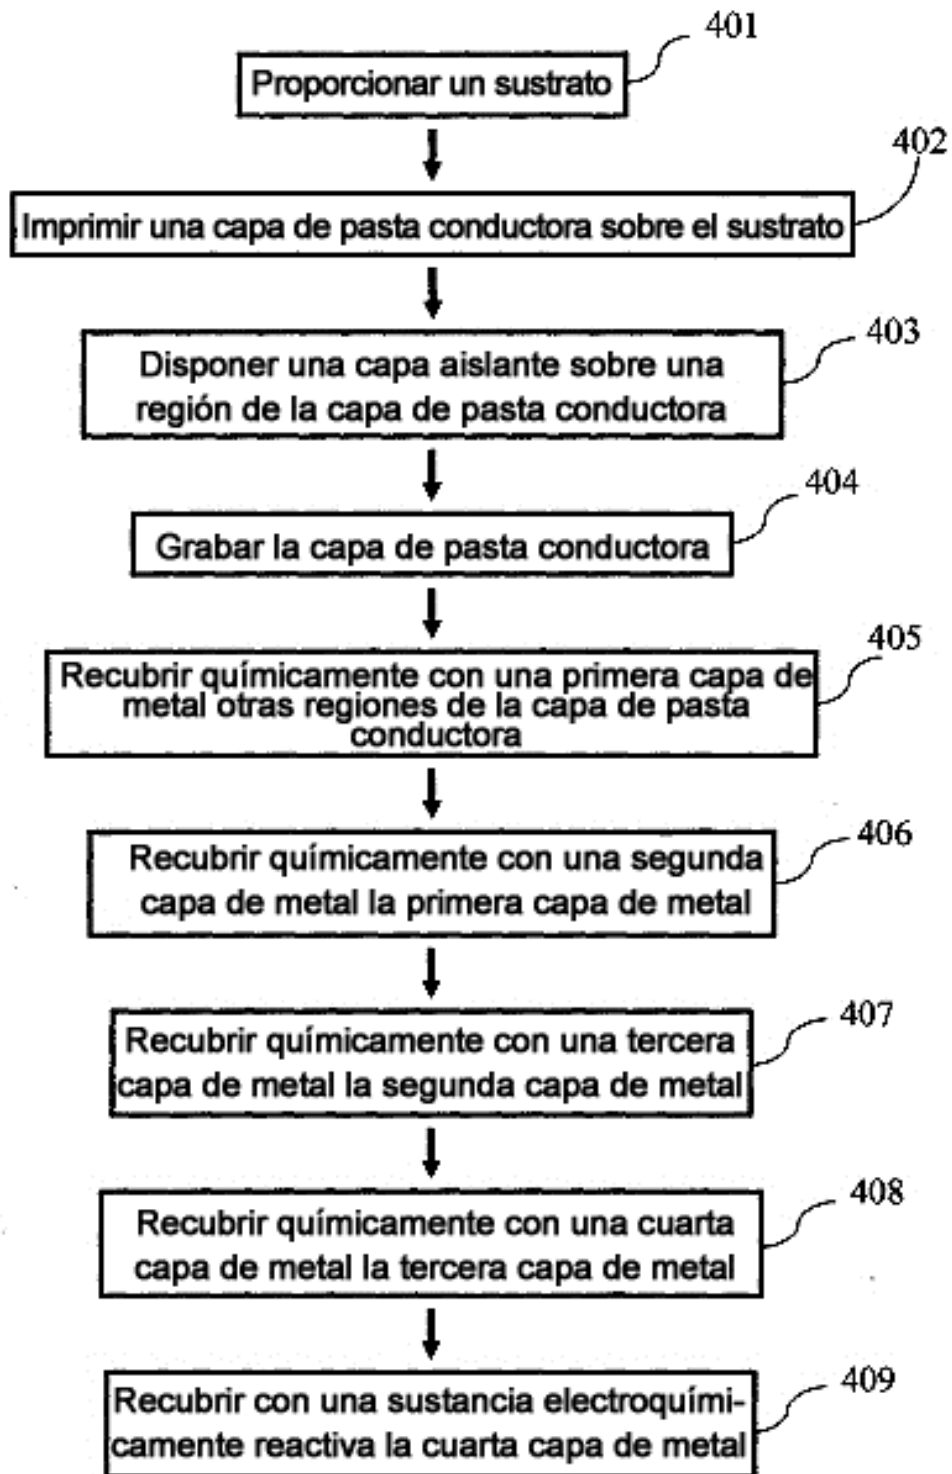 401
Proporcionar un sustrato
402
Imprimir una capa de pasta conductora sobre el sustrato
403
Disponer una capa aislante sobre una
región de la capa de pasta conductora
404
Grabar la capa de pasta conductora
405
Recubrir químicamente con una primera capa de
metal otras regiones de la capa de pasta
conductora
406
Recubrir químicamente con una segunda
capa de metal la primera capa de metal
407
Recubrir químicamente con una tercera
capa de metal la segunda capa de metal
408
Recubrir químicamente con una cuarta
capa de metal la tercera capa de metal
409
Recubrir con una sustancia electroquími-
camente reactiva la cuarta capa de metal